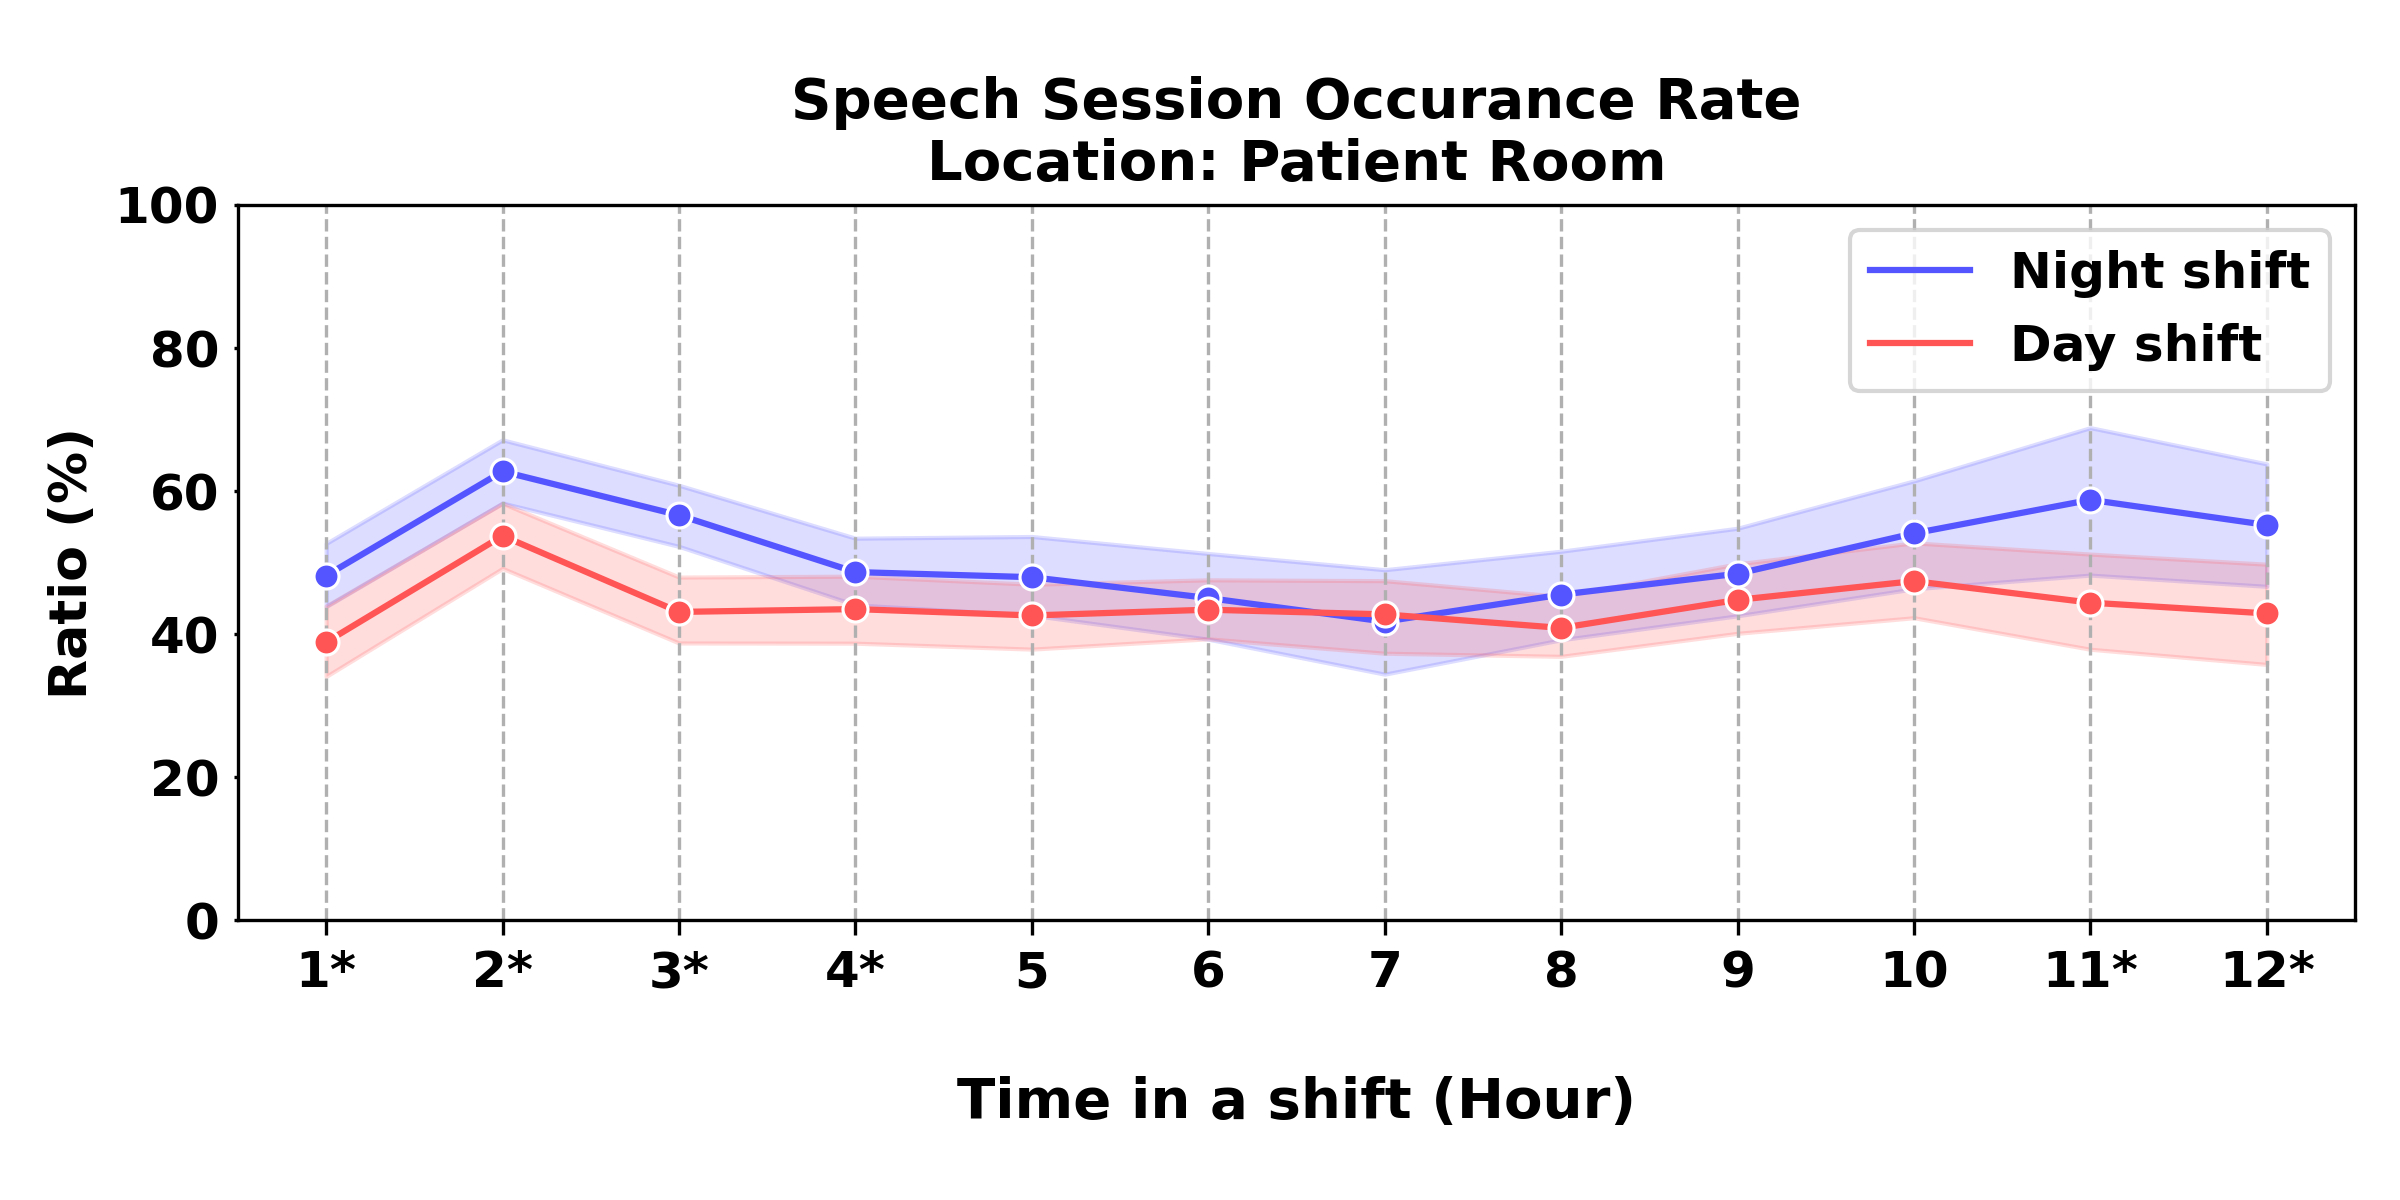 Speech Session Occurance Rate
Location: Patient Room
Ratio (%)
100
80
60
40
20
0
Night shift
Day shift
1* 2* 3* 4* 5 6 7 8 9 10 11* 12*
Time in a shift (Hour)